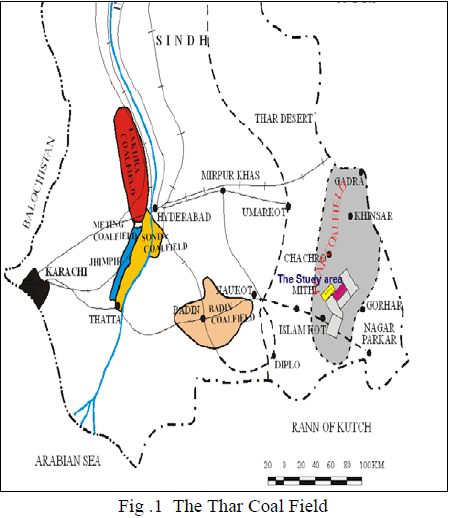 SINDH
BALOCHISTAN
THAR DESERT
LAKHRA
COALFIELD
MIRPUR KHAS
GADRA
UMARKOT
KHINSAR
HYDERABAD
METING
COALFIELD
SONDA
COALFIELD
JHIMPIR
CHACHRO
COALFIELD
KARACHI
The Study area
NAUKOT
MITHI
THATTA
BADIN
BADIN
COALFIELD
ISLAM KOT
GORHAR
NAGAR
PARKAR
DIPLO
RANN OF KUTCH
ARABIAN SEA
20 0 20 40 60 80 100KM.
Fig .1 The Thar Coal Field